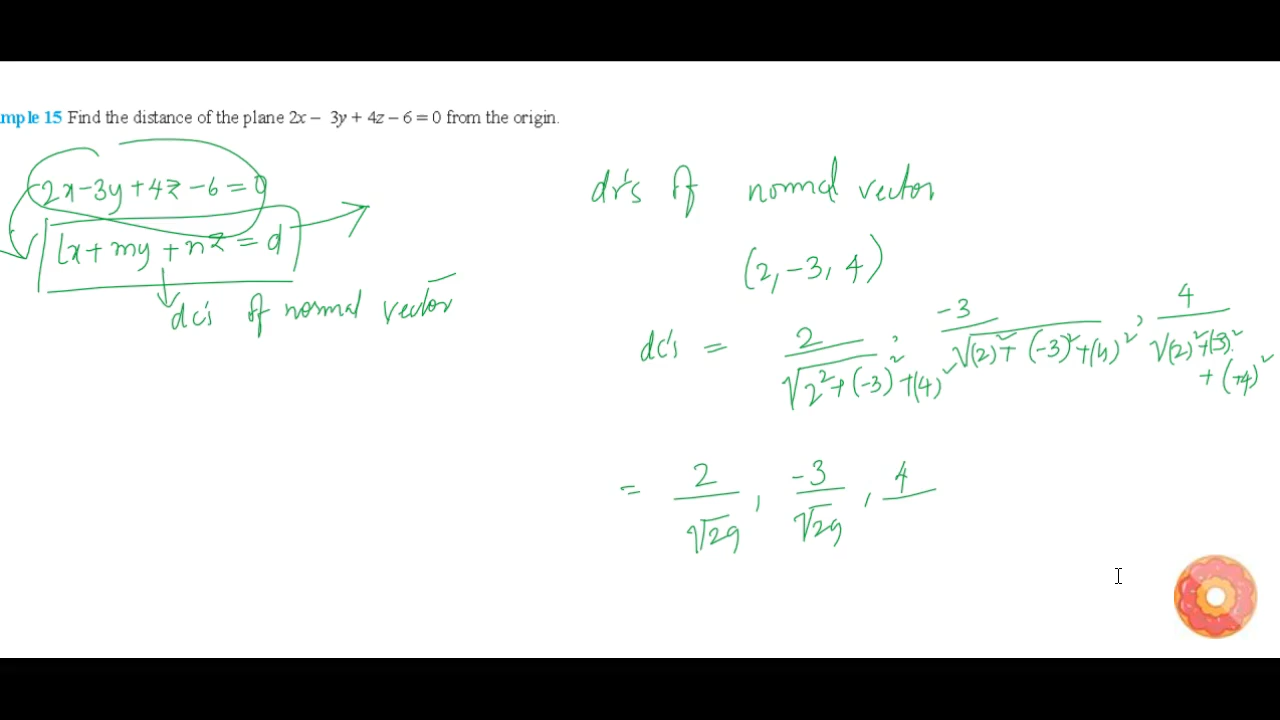 mple 15 Find the distance of the plane 2x – 3y + 4z – 6 = 0 from the origin.
2x-3y+4z-6=0
lx+my+nz=d
dc's of normal vector
dr's of normal vector
(2,-3,4)
dc's = 2/√2²+(-3)²+(4)² , -3/√(2)²+(-3)²+(4)² , 4/√(2)²+(3)²+(+4)²
= 2/√29 , -3/√29 , 4